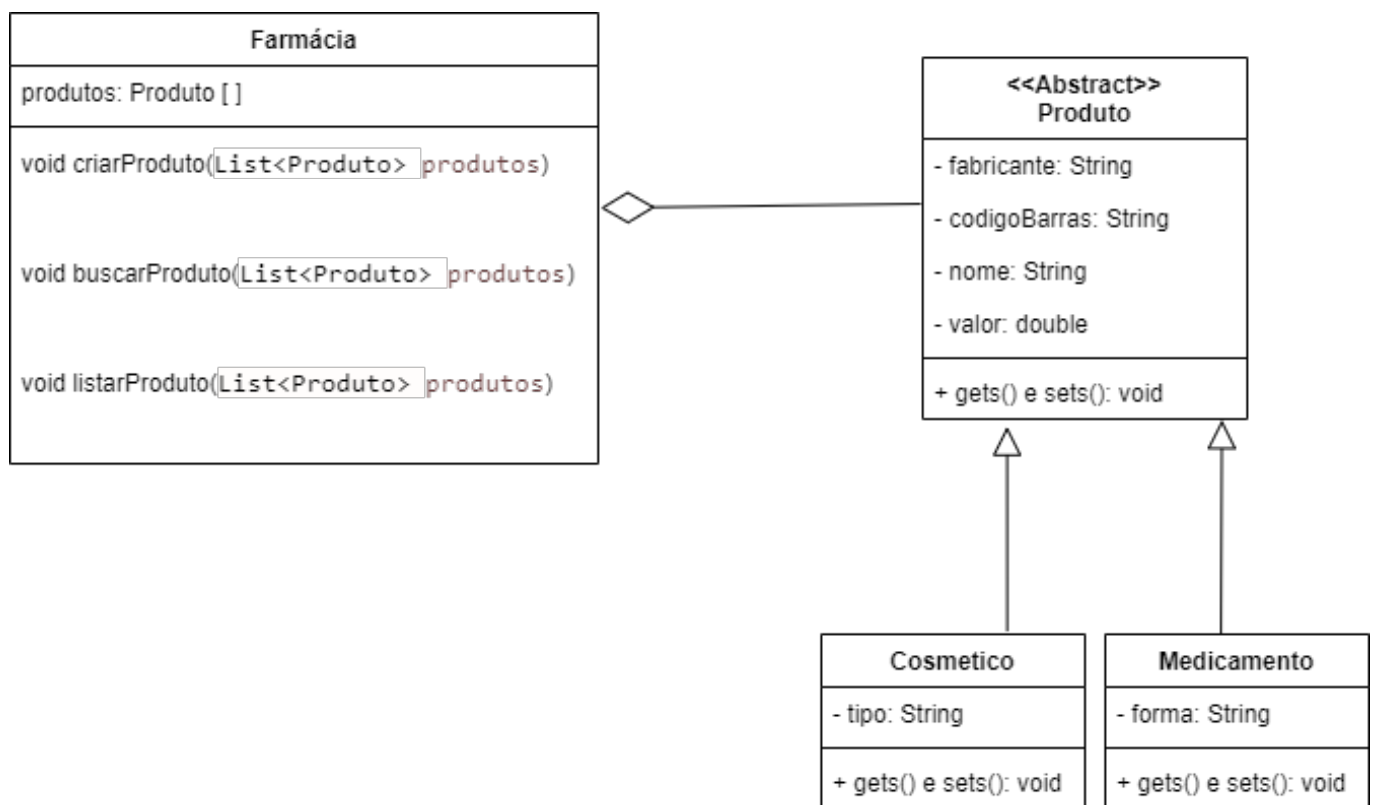 Farmácia
produtos: Produto [ ]
void criarProduto(List<Produto> produtos)
void buscarProduto(List<Produto> produtos)
void listarProduto(List<Produto> produtos)
<<Abstract>>
Produto
- fabricante: String
- codigoBarras: String
- nome: String
- valor: double
+ gets() e sets(): void
Cosmetico
- tipo: String
+ gets() e sets(): void
Medicamento
- forma: String
+ gets() e sets(): void